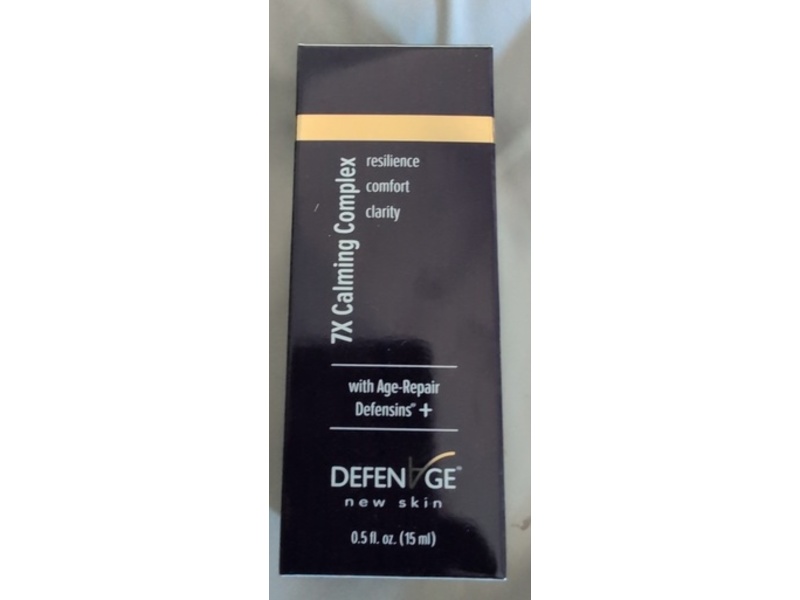 7X Calming Complex
resilience
comfort
clarity
with Age-Repair
Defensins® +
DEFENAGE®
new skin
0.5 fl. oz. (15 ml)